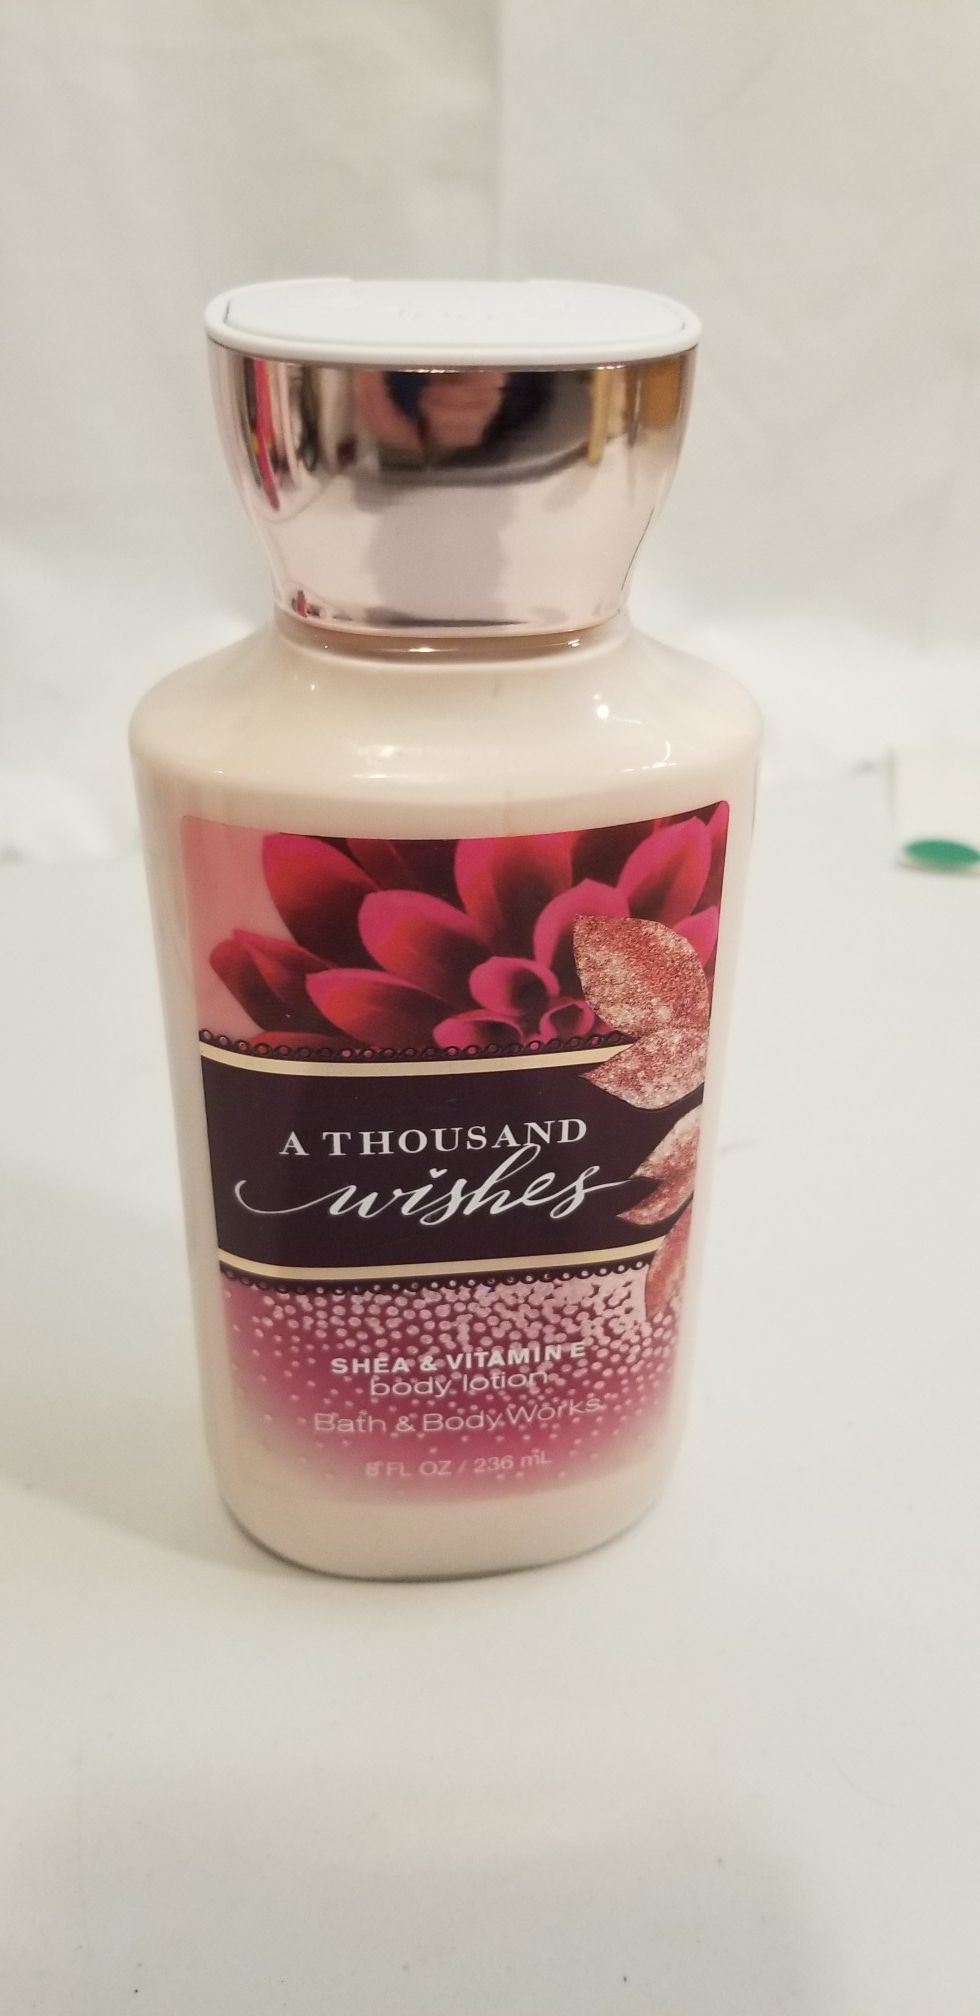 A THOUSAND
wishes
SHEA & VITAMIN E
body lotion
Bath & Body Works
8 FL OZ / 236 mL